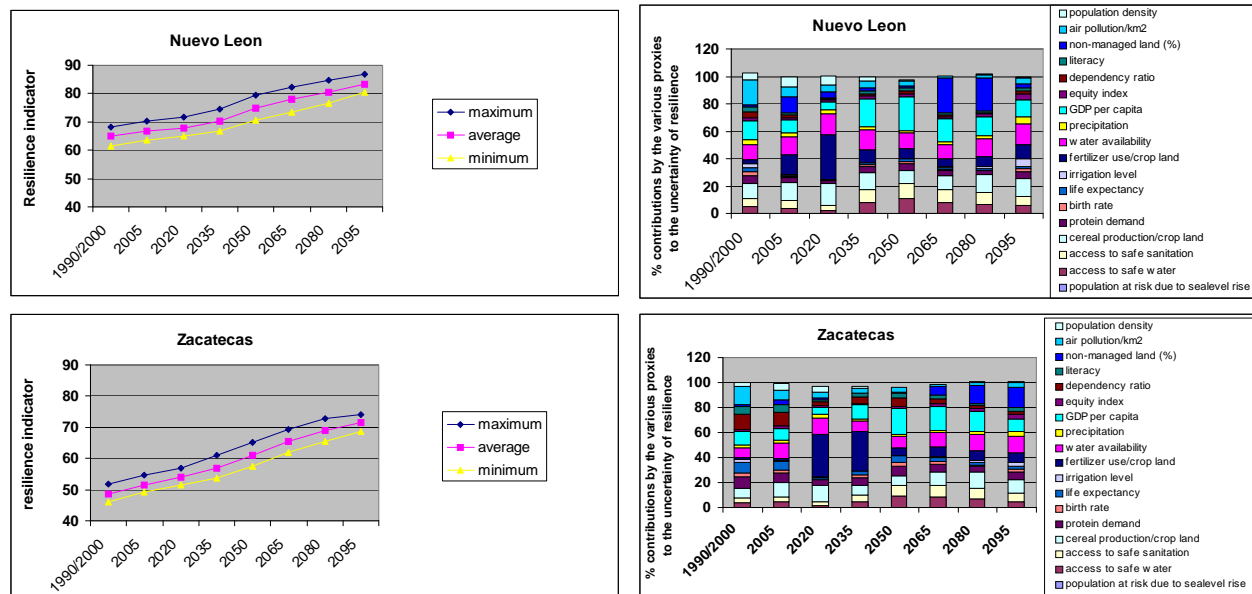 Nuevo Leon
Resilience indicator
90
80
70
60
50
40
1990/2000
2005
2020
2035
2050
2065
2080
2095
maximum
average
minimum
Nuevo Leon
% contributions by the various proxies
to the uncertainty of resilience
120
100
80
60
40
20
0
1990/2000
2005
2020
2035
2050
2065
2080
2095
population density
air pollution/km2
non-managed land (%)
literacy
dependency ratio
equity index
GDP per capita
precipitation
water availability
fertilizer use/crop land
irrigation level
life expectancy
birth rate
protein demand
cereal production/crop land
access to safe sanitation
access to safe water
population at risk due to sealevel rise
Zacatecas
resilience indicator
90
80
70
60
50
40
1990/2000
2005
2020
2035
2050
2065
2080
2095
maximum
average
minimum
Zacatecas
% contributions by the various proxies
to the uncertainty of resilience
120
100
80
60
40
20
0
1990/2000
2005
2020
2035
2050
2065
2080
2095
population density
air pollution/km2
non-managed land (%)
literacy
dependency ratio
equity index
GDP per capita
precipitation
water availability
fertilizer use/crop land
irrigation level
life expectancy
birth rate
protein demand
cereal production/crop land
access to safe sanitation
access to safe water
population at risk due to sealevel rise